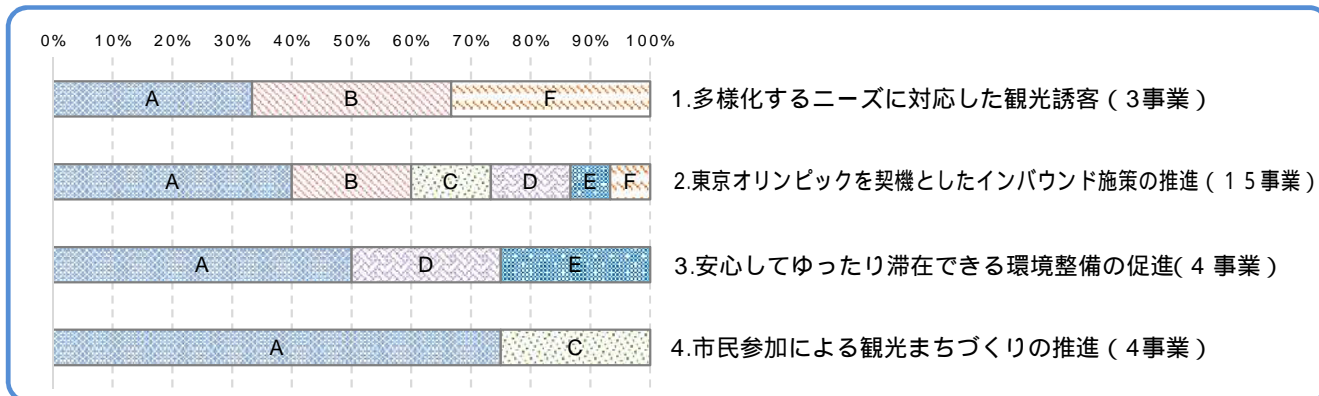 0% 10% 20% 30% 40% 50% 60% 70% 80% 90% 100%
A B F 1.多様化するニーズに対応した観光誘客(3事業)
A B C D E F 2.東京オリンピックを契機としたインバウンド施策の推進(15事業)
A D E 3.安心してゆったり滞在できる環境整備の促進(4 事業)
A C 4.市民参加による観光まちづくりの推進(4事業)